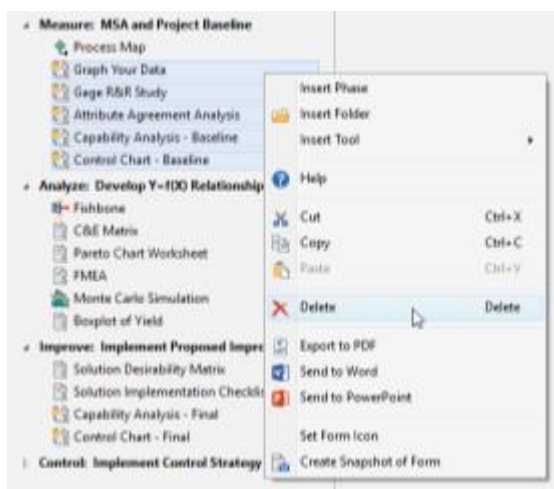 Measure: MSA and Project Baseline
Process Map
Graph Your Data
Gage R&R Study
Attribute Agreement Analysis
Capability Analysis - Baseline
Control Chart - Baseline
Analyze: Develop Y=f(X) Relationship
Fishbone
C&E Matrix
Pareto Chart Worksheet
FMEA
Monte Carlo Simulation
Boxplot of Yield
Improve: Implement Proposed Impro
Solution Desirability Matrix
Solution Implementation Checklis
Capability Analysis - Final
Control Chart - Final
Control: Implement Control Strategy
Insert Phase
Insert Folder
Insert Tool
Help
Cut Ctrl+X
Copy Ctrl+C
Paste Ctrl+V
Delete Delete
Export to PDF
Send to Word
Send to PowerPoint
Set Form Icon
Create Snapshot of Form